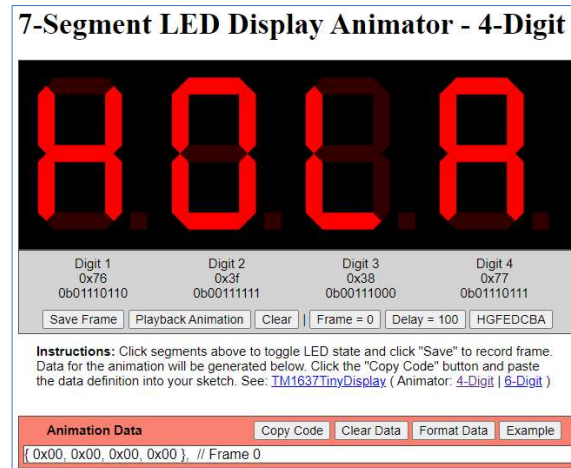 7-Segment LED Display Animator - 4-Digit
HOLA
Digit 1 Digit 2 Digit 3 Digit 4
0x76 0x3f 0x38 0x77
0b01110110 0b00111111 0b00111000 0b01110111
Save Frame Playback Animation Clear | Frame = 0 Delay = 100 HGFEDCBA
Instructions: Click segments above to toggle LED state and click "Save" to record frame.
Data for the animation will be generated below. Click the "Copy Code" button and paste
the data definition into your sketch. See: TM1637TinyDisplay ( Animator: 4-Digit | 6-Digit )
Animation Data Copy Code Clear Data Format Data Example
{ 0x00, 0x00, 0x00, 0x00 }, // Frame 0